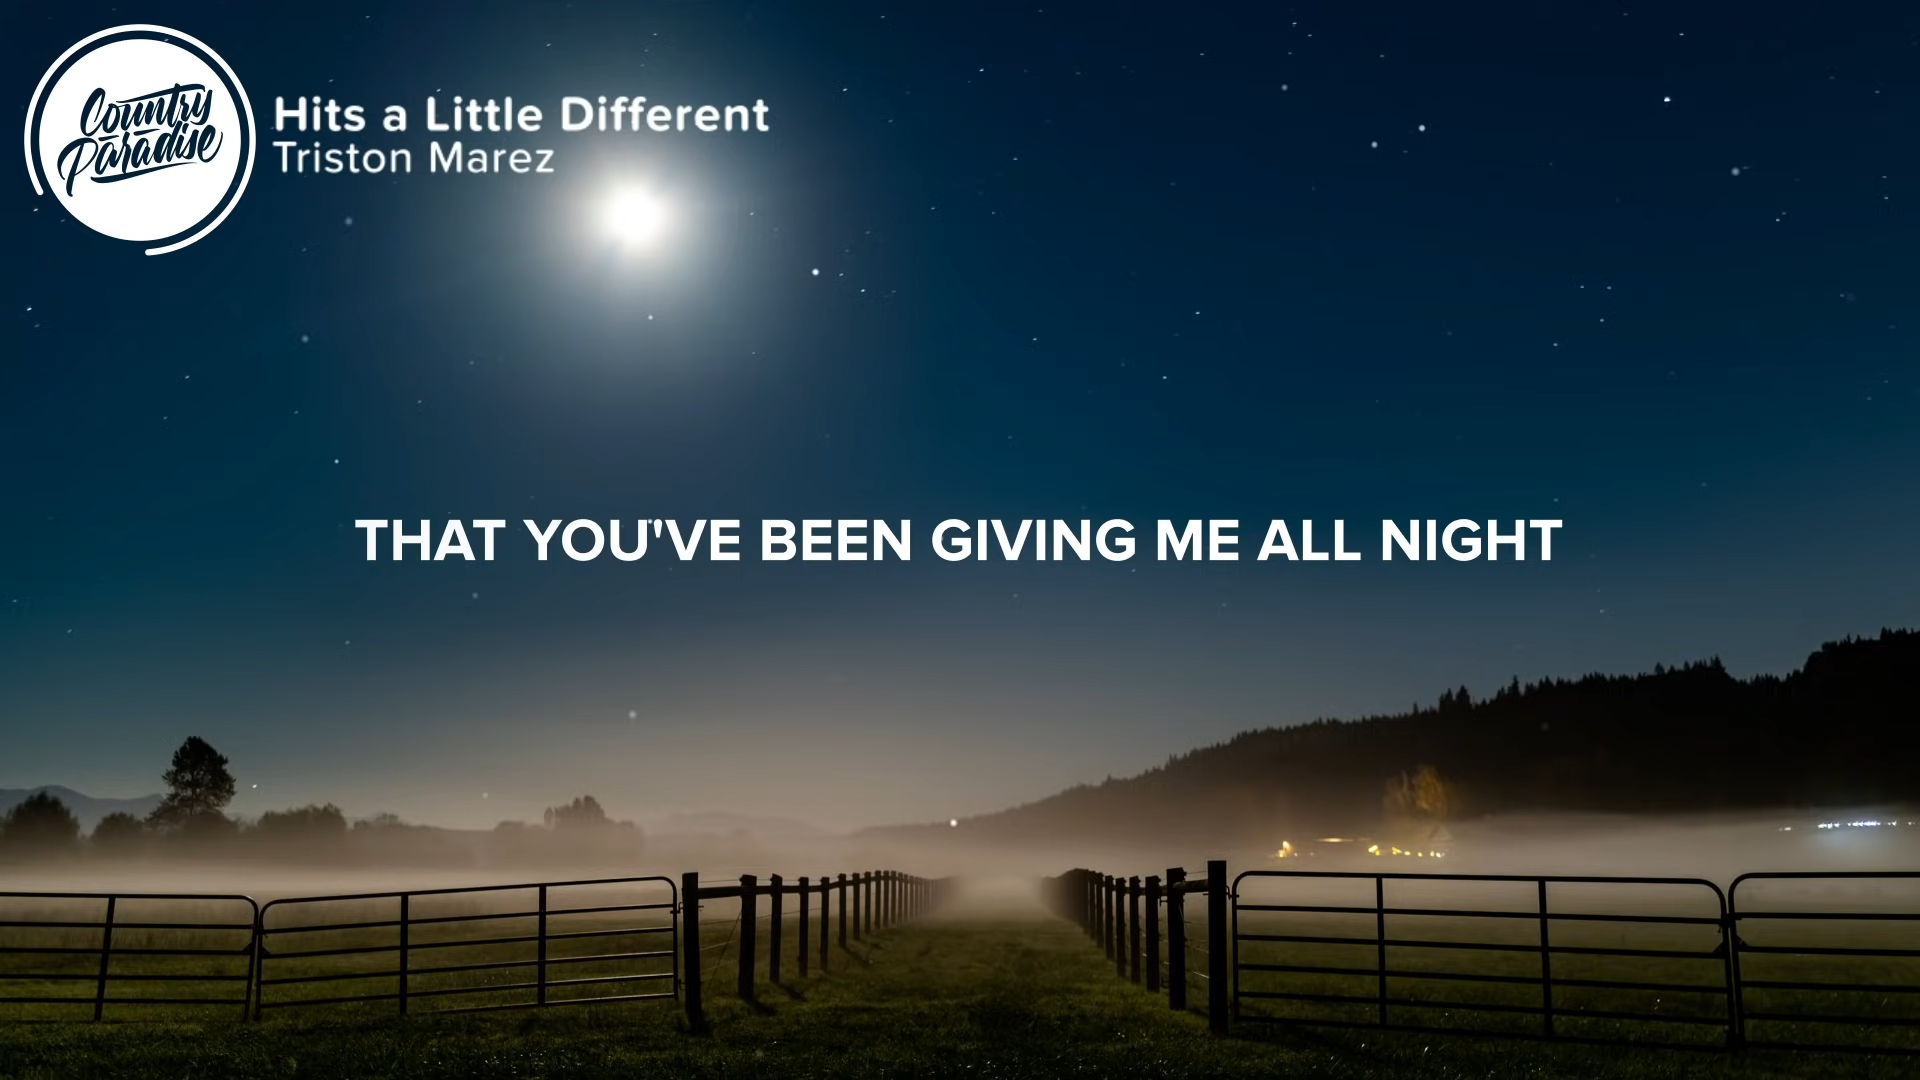 Country
Paradise
Hits a Little Different
Triston Marez
THAT YOU'VE BEEN GIVING ME ALL NIGHT